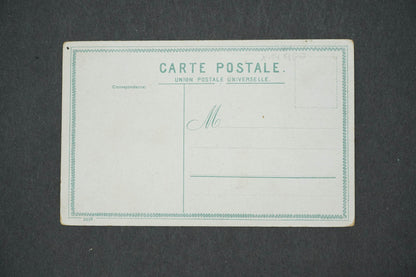 CARTE POSTALE.
UNION POSTALE UNIVERSELLE.
Correspondance:
M